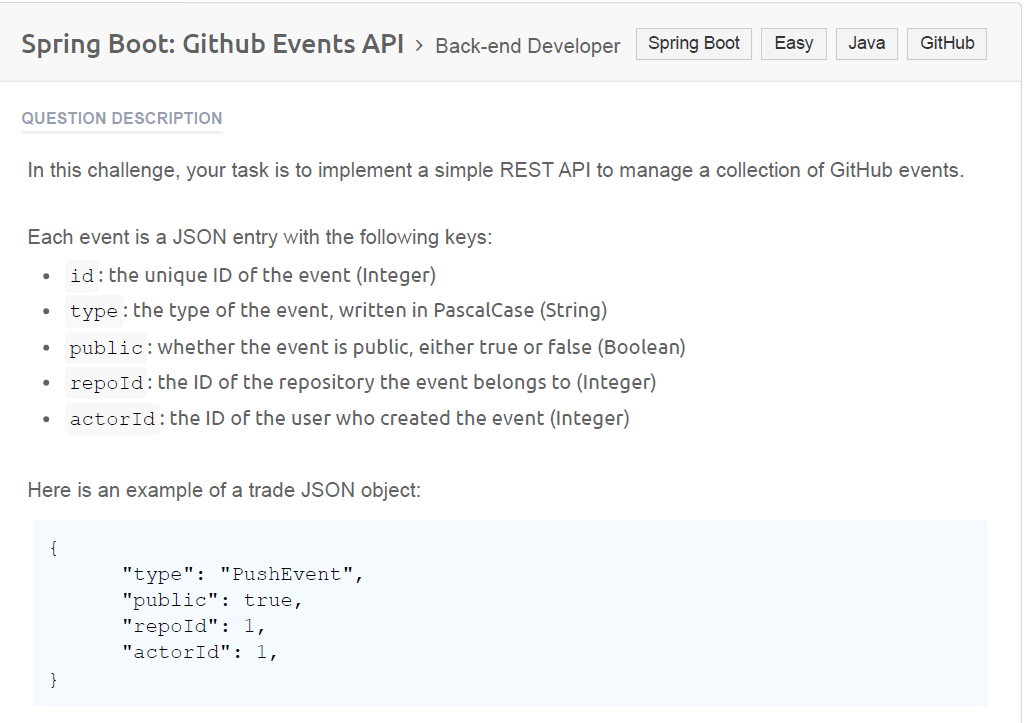 Spring Boot: Github Events API › Back-end Developer Spring Boot Easy Java GitHub
QUESTION DESCRIPTION
In this challenge, your task is to implement a simple REST API to manage a collection of GitHub events.
Each event is a JSON entry with the following keys:
• id: the unique ID of the event (Integer)
• type: the type of the event, written in PascalCase (String)
• public: whether the event is public, either true or false (Boolean)
• repoId: the ID of the repository the event belongs to (Integer)
• actorId: the ID of the user who created the event (Integer)
Here is an example of a trade JSON object:
{
"type": "PushEvent",
"public": true,
"repoId": 1,
"actorId": 1,
}